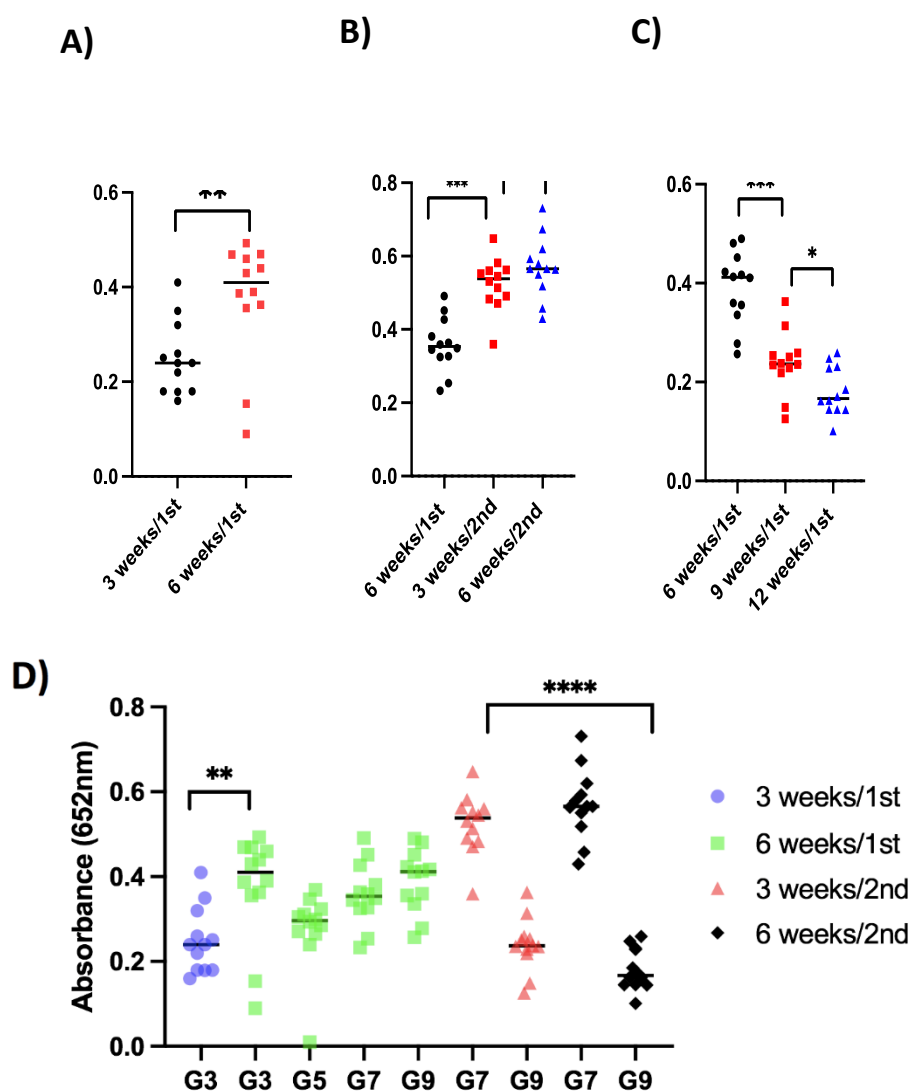 A)
B)
C)
0.6
0.4
0.2
0.0
**
3 weeks/1st
6 weeks/1st
0.8
0.6
0.4
0.2
0.0
***
6 weeks/1st
3 weeks/2nd
6 weeks/2nd
0.6
0.4
0.2
0.0
***
*
6 weeks/1st
9 weeks/1st
12 weeks/1st
D)
Absorbance (652nm)
0.8
0.6
0.4
0.2
0.0
**
****
G3 G3 G5 G7 G9 G7 G9 G7 G9
3 weeks/1st
6 weeks/1st
3 weeks/2nd
6 weeks/2nd